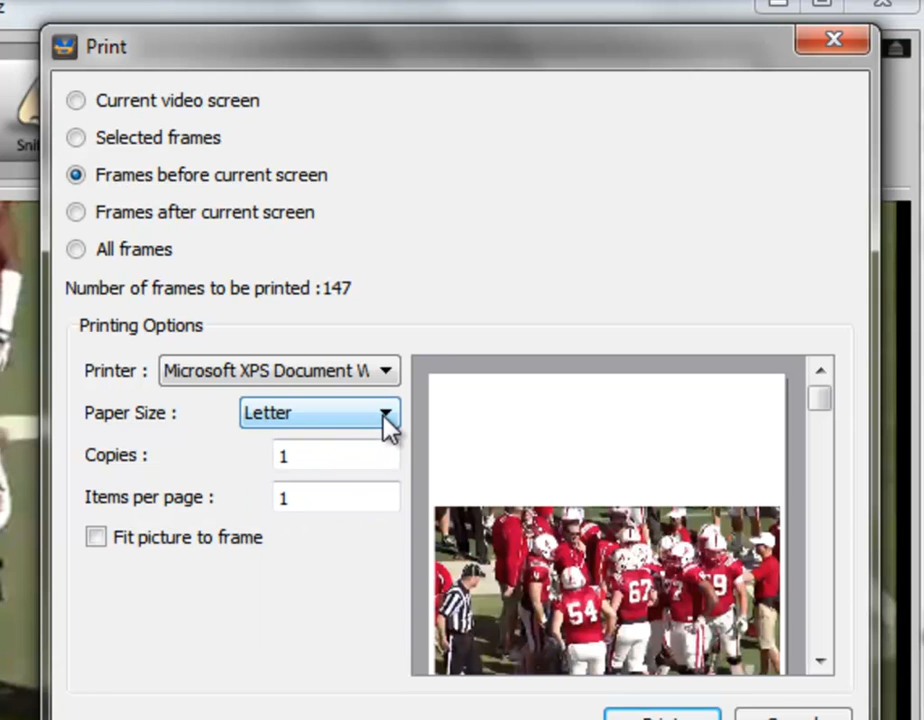 Print
Current video screen
Selected frames
Frames before current screen
Frames after current screen
All frames
Number of frames to be printed :147
Printing Options
Printer : Microsoft XPS Document W
Paper Size : Letter
Copies : 1
Items per page : 1
Fit picture to frame
54
67